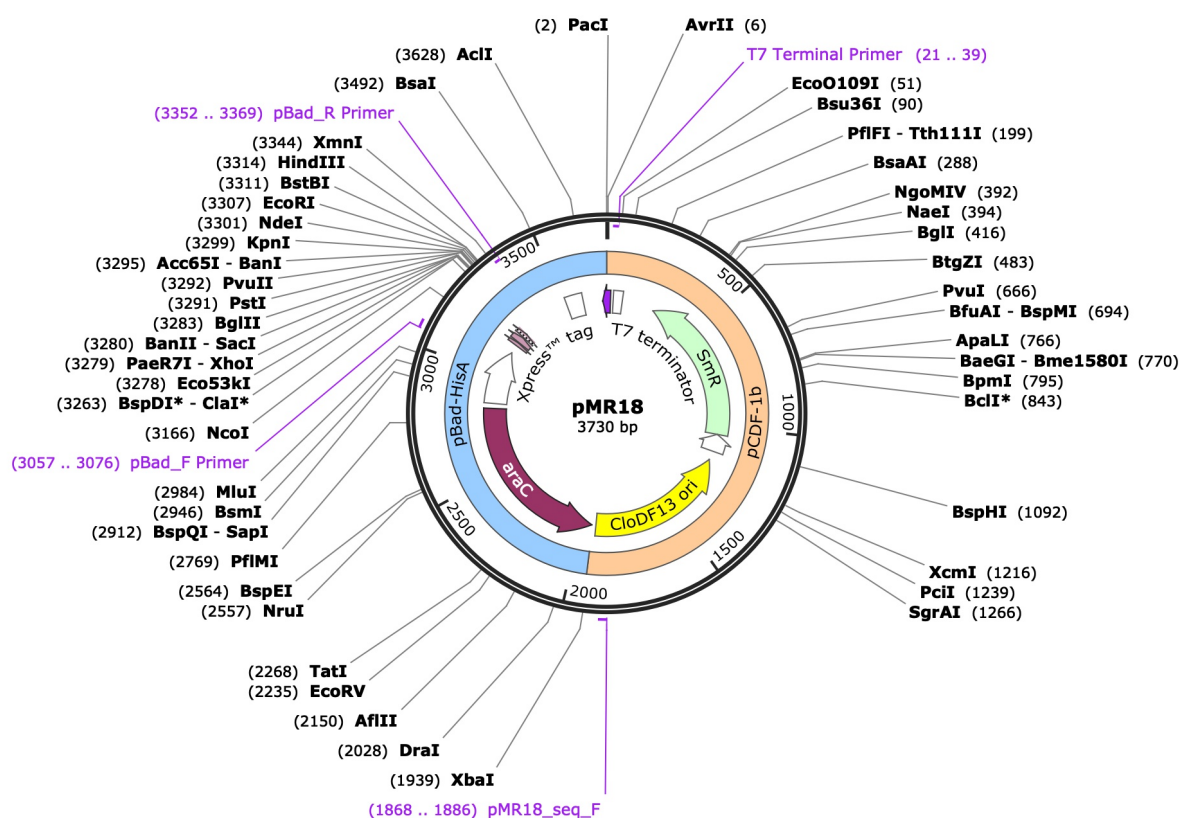 (2) PacI
AvrII (6)
(3628) AclI
T7 Terminal Primer (21 .. 39)
(3492) BsaI
EcoO109I (51)
Bsu36I (90)
(3352 .. 3369) pBad_R Primer
PflFI - Tth111I (199)
(3344) XmnI
BsaAI (288)
(3314) HindIII
(3311) BstBI
NgoMIV (392)
(3307) EcoRI
NaeI (394)
(3301) NdeI
BglI (416)
(3299) KpnI
(3295) Acc65I - BanI
BtgZI (483)
(3292) PvuII
PvuI (666)
(3291) PstI
BfuAI - BspMI (694)
(3283) BglII
(3280) BanII - SacI
ApaLI (766)
(3279) PaeR7I - XhoI
BaeGI - Bme1580I (770)
(3278) Eco53kI
BpmI (795)
(3263) BspDI* - ClaI*
BclI* (843)
(3166) NcoI
(3057 .. 3076) pBad_F Primer
(2984) MluI
(2946) BsmI
(2912) BspQI - SapI
BspHI (1092)
(2769) PflMI
XcmI (1216)
(2564) BspEI
PciI (1239)
(2557) NruI
SgrAI (1266)
(2268) TatI
(2235) EcoRV
(2150) AflII
(2028) DraI
(1939) XbaI
(1868 .. 1886) pMR18_seq_F
500
1000
1500
2000
2500
3000
3500
pBad-HisA
pCDF-1b
Xpress™ tag
T7 terminator
SmR
araC
CloDF13 ori
pMR18
3730 bp